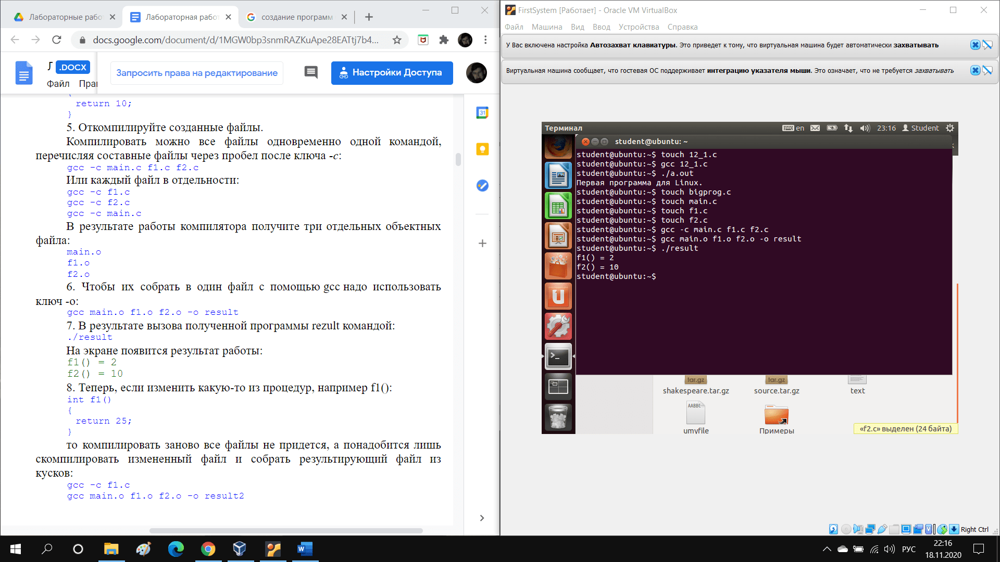 Лабораторные рабо
Лабораторная рабо
создание программ
docs.google.com/document/d/1MGW0bp3snmRAZKuApe28EATtj7b4...
.DOCX
Файл
Запросить права на редактирование
Настройки Доступа
{
return 10;
}
5. Откомпилируйте созданные файлы.
Компилировать можно все файлы одновременно одной командой,
перечисляя составные файлы через пробел после ключа -c:
gcc -c main.c f1.c f2.c
Или каждый файл в отдельности:
gcc -c f1.c
gcc -c f2.c
gcc -c main.c
В результате работы компилятора получите три отдельных объектных
файла:
main.o
f1.o
f2.o
6. Чтобы их собрать в один файл с помощью gcc надо использовать
ключ -o:
gcc main.o f1.o f2.o -o result
7. В результате вызова полученной программы rezult командой:
./result
На экране появится результат работы:
f1() = 2
f2() = 10
8. Теперь, если изменить какую-то из процедур, например f1():
int f1()
{
return 25;
}
то компилировать заново все файлы не придется, а понадобится лишь
скомпилировать измененный файл и собрать результирующий файл из
кусков:
gcc -c f1.c
gcc main.o f1.o f2.o -o result2
31
FirstSystem [Работает] - Oracle VM VirtualBox
Файл Машина Вид Ввод Устройства Справка
У Вас включена настройка Автозахват клавиатуры. Это приведет к тому, что виртуальная машина будет автоматически захватывать
Виртуальная машина сообщает, что гостевая ОС поддерживает интеграцию указателя мыши. Это означает, что не требуется захватывать
Терминал en 23:16 Student
student@ubuntu: ~
student@ubuntu:~$ touch 12_1.c
student@ubuntu:~$ gcc 12_1.c
student@ubuntu:~$ ./a.out
Первая программа для Linux.
student@ubuntu:~$ touch bigprog.c
student@ubuntu:~$ touch main.c
student@ubuntu:~$ touch f1.c
student@ubuntu:~$ touch f2.c
student@ubuntu:~$ gcc -c main.c f1.c f2.c
student@ubuntu:~$ gcc main.o f1.o f2.o -o result
student@ubuntu:~$ ./result
f1() = 2
f2() = 10
student@ubuntu:~$
tar.gz tar.gz
shakespeare.tar.gz source.tar.gz text
AABBC
umyfile Примеры
«f2.c» выделен (24 байта)
Right Ctrl
РУС
22:16
18.11.2020